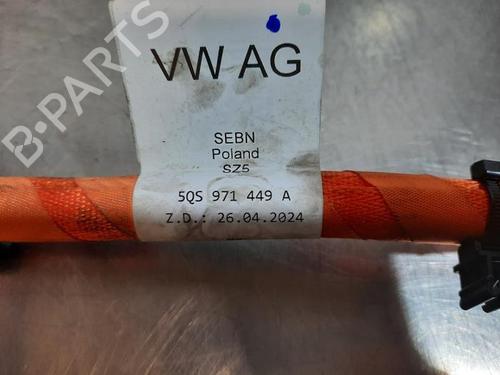 B-PARTS
VW AG
SEBN
Poland
SZ5
5QS 971 449 A
Z.D.: 26.04.2024